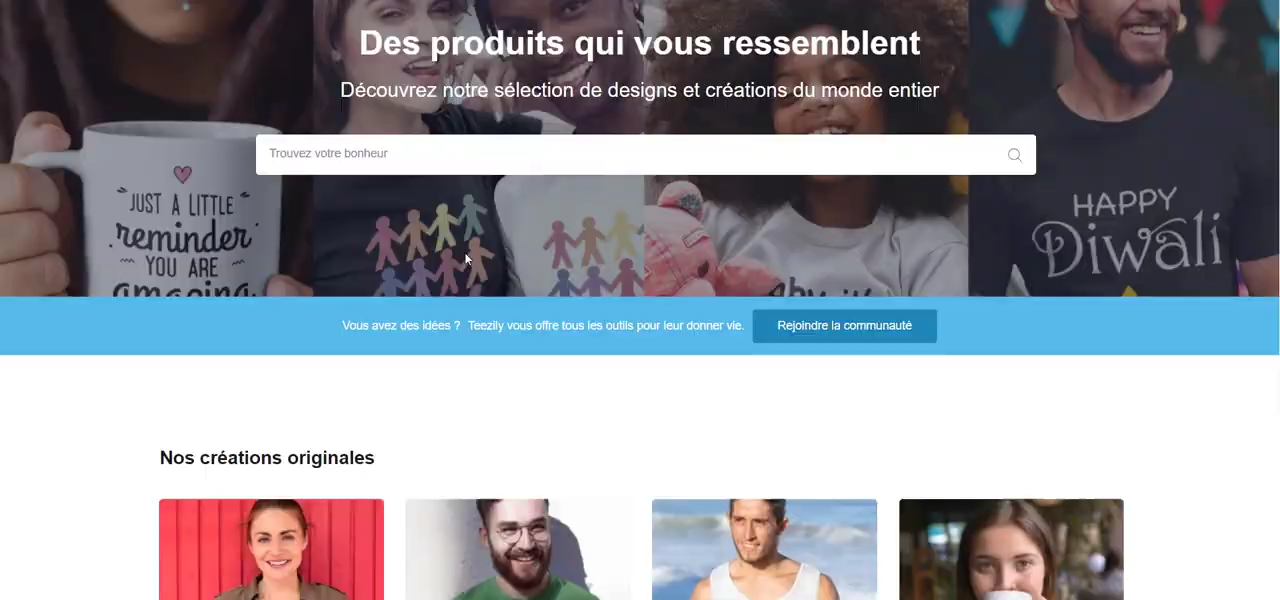 Des produits qui vous ressemblent
Découvrez notre sélection de designs et créations du monde entier
Trouvez votre bonheur
JUST A LITTLE
reminder
YOU ARE
amazing
HAPPY
Diwali
Vous avez des idées ? Teezily vous offre tous les outils pour leur donner vie.
Rejoindre la communauté
Nos créations originales